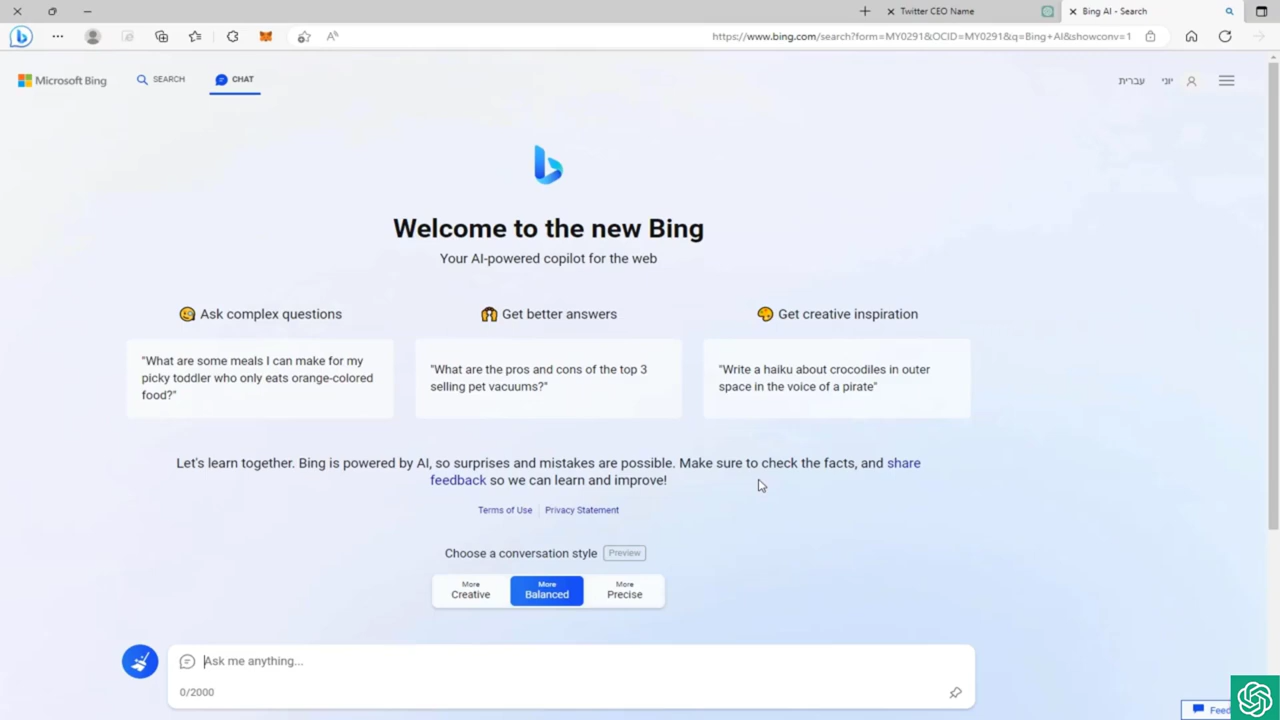 Twitter CEO Name
Bing AI - Search
https://www.bing.com/search?form=MY0291&OCID=MY0291&q=Bing+AI&showconv=1
Microsoft Bing
SEARCH
CHAT
עברית
יוני
Welcome to the new Bing
Your AI-powered copilot for the web
Ask complex questions
Get better answers
Get creative inspiration
"What are some meals I can make for my
picky toddler who only eats orange-colored
food?"
"What are the pros and cons of the top 3
selling pet vacuums?"
"Write a haiku about crocodiles in outer
space in the voice of a pirate"
Let's learn together. Bing is powered by AI, so surprises and mistakes are possible. Make sure to check the facts, and share
feedback so we can learn and improve!
Terms of Use
Privacy Statement
Choose a conversation style
Preview
More
Creative
More
Balanced
More
Precise
Ask me anything...
0/2000
Feed